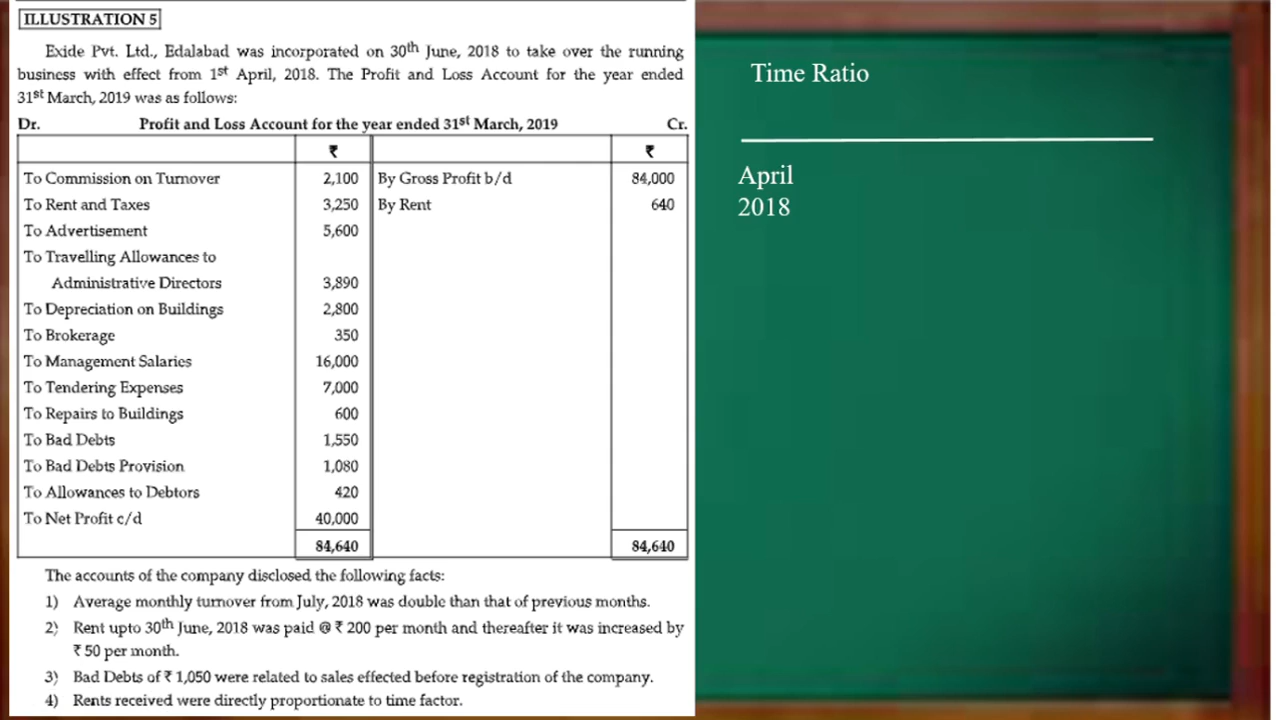 ILLUSTRATION 5
Exide Pvt. Ltd., Edalabad was incorporated on 30th June, 2018 to take over the running
business with effect from 1st April, 2018. The Profit and Loss Account for the year ended
31st March, 2019 was as follows:
Dr. Profit and Loss Account for the year ended 31st March, 2019 Cr.
₹ ₹
To Commission on Turnover 2,100 By Gross Profit b/d 84,000
To Rent and Taxes 3,250 By Rent 640
To Advertisement 5,600
To Travelling Allowances to
Administrative Directors 3,890
To Depreciation on Buildings 2,800
To Brokerage 350
To Management Salaries 16,000
To Tendering Expenses 7,000
To Repairs to Buildings 600
To Bad Debts 1,550
To Bad Debts Provision 1,080
To Allowances to Debtors 420
To Net Profit c/d 40,000
84,640 84,640
The accounts of the company disclosed the following facts:
1) Average monthly turnover from July, 2018 was double than that of previous months.
2) Rent upto 30th June, 2018 was paid @ ₹ 200 per month and thereafter it was increased by
₹ 50 per month.
3) Bad Debts of ₹ 1,050 were related to sales effected before registration of the company.
4) Rents received were directly proportionate to time factor.
Time Ratio
April
2018